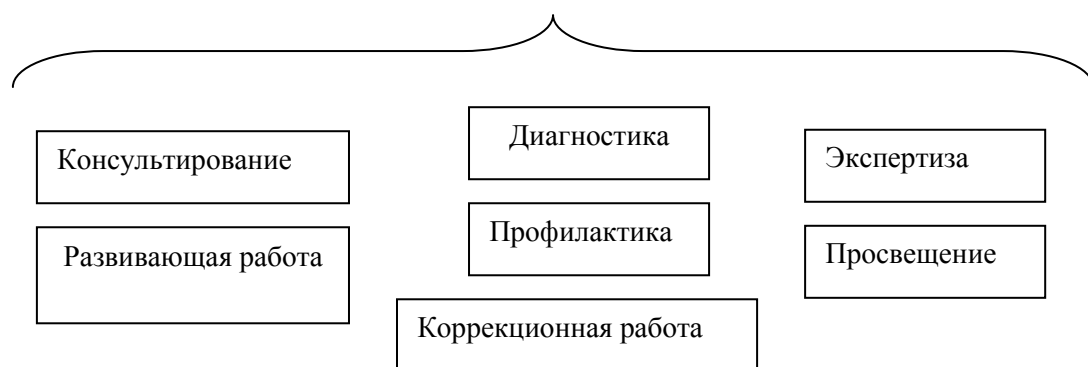 Консультирование
Диагностика
Экспертиза
Развивающая работа
Профилактика
Просвещение
Коррекционная работа